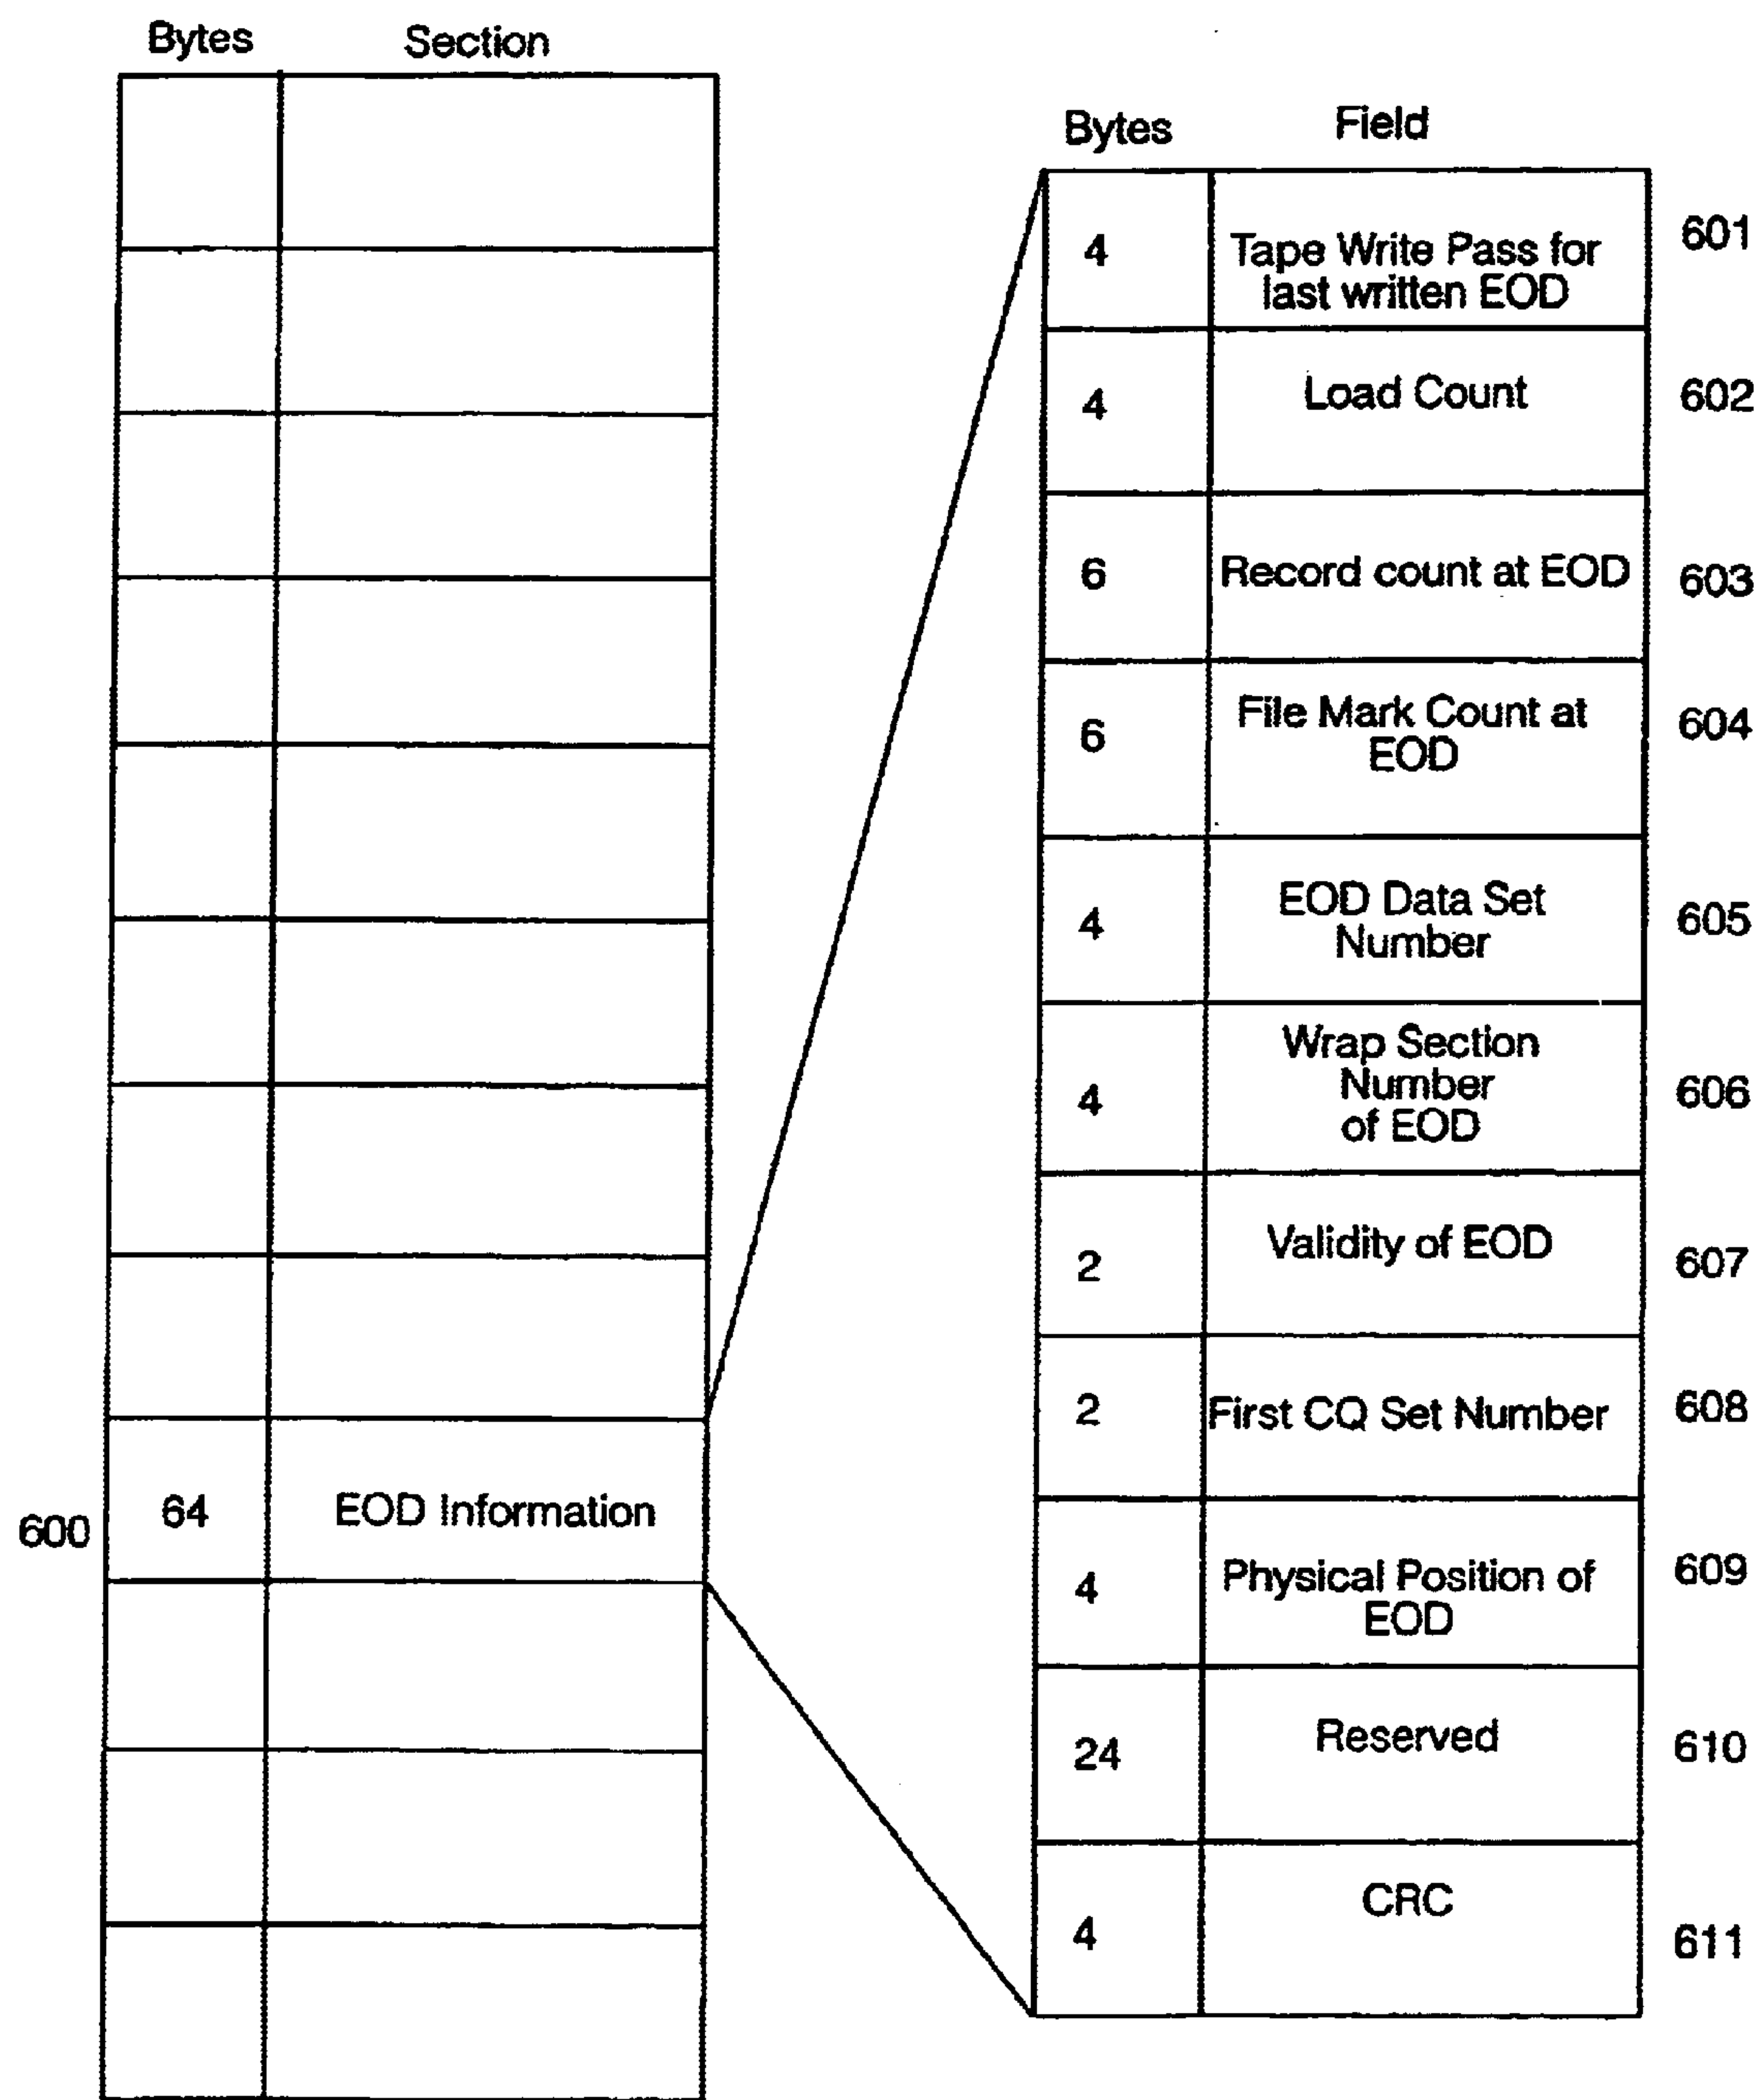 Bytes Section
600 64 EOD Information
Bytes Field
4 Tape Write Pass for
last written EOD 601
4 Load Count 602
6 Record count at EOD 603
6 File Mark Count at
EOD 604
4 EOD Data Set
Number 605
4 Wrap Section
Number
of EOD 606
2 Validity of EOD 607
2 First CQ Set Number 608
4 Physical Position of
EOD 609
24 Reserved 610
4 CRC 611